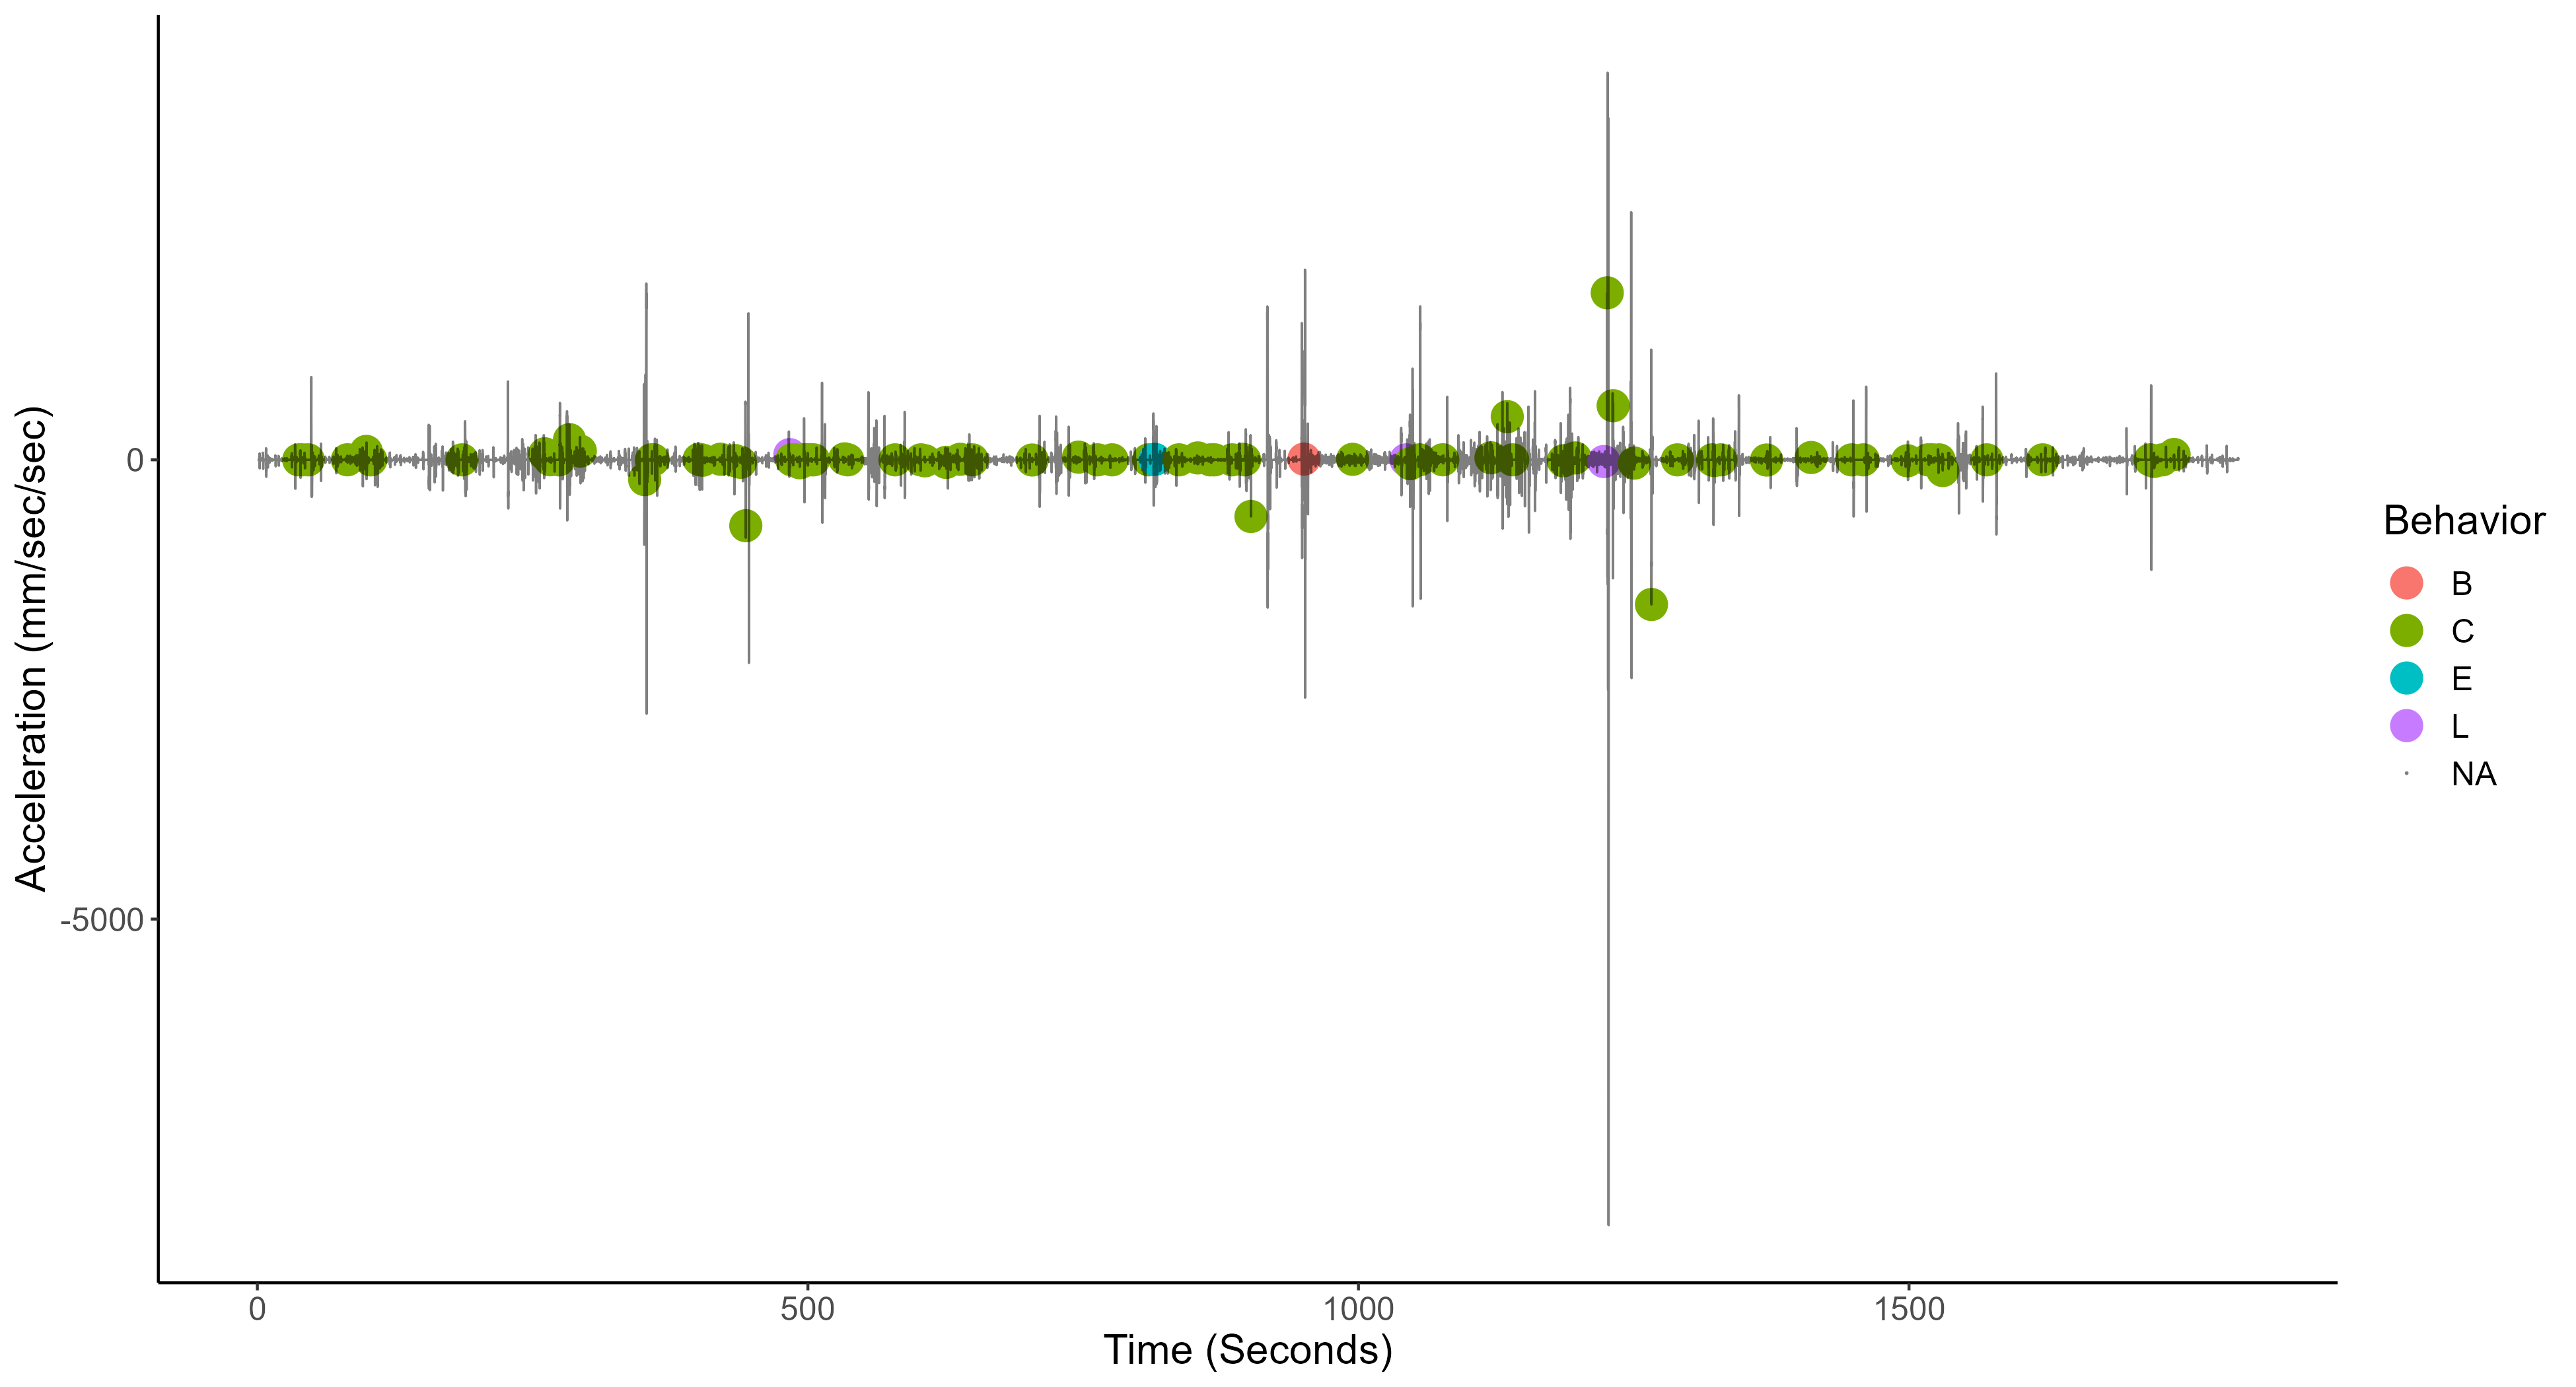 Acceleration (mm/sec/sec)
0
-5000
0
500
1000
1500
Time (Seconds)
Behavior
B
C
E
L
NA